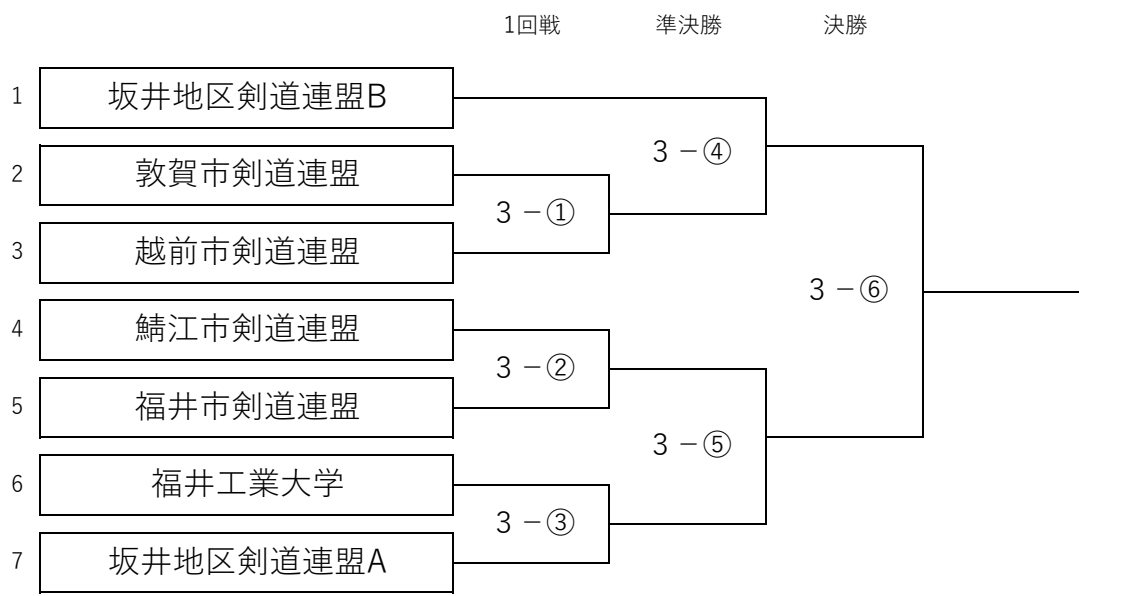 1回戦 準決勝 決勝
1 坂井地区剣道連盟B
3－④
2 敦賀市剣道連盟
3－①
3 越前市剣道連盟
3－⑥
4 鯖江市剣道連盟
3－②
5 福井市剣道連盟
3－⑤
6 福井工業大学
3－③
7 坂井地区剣道連盟A